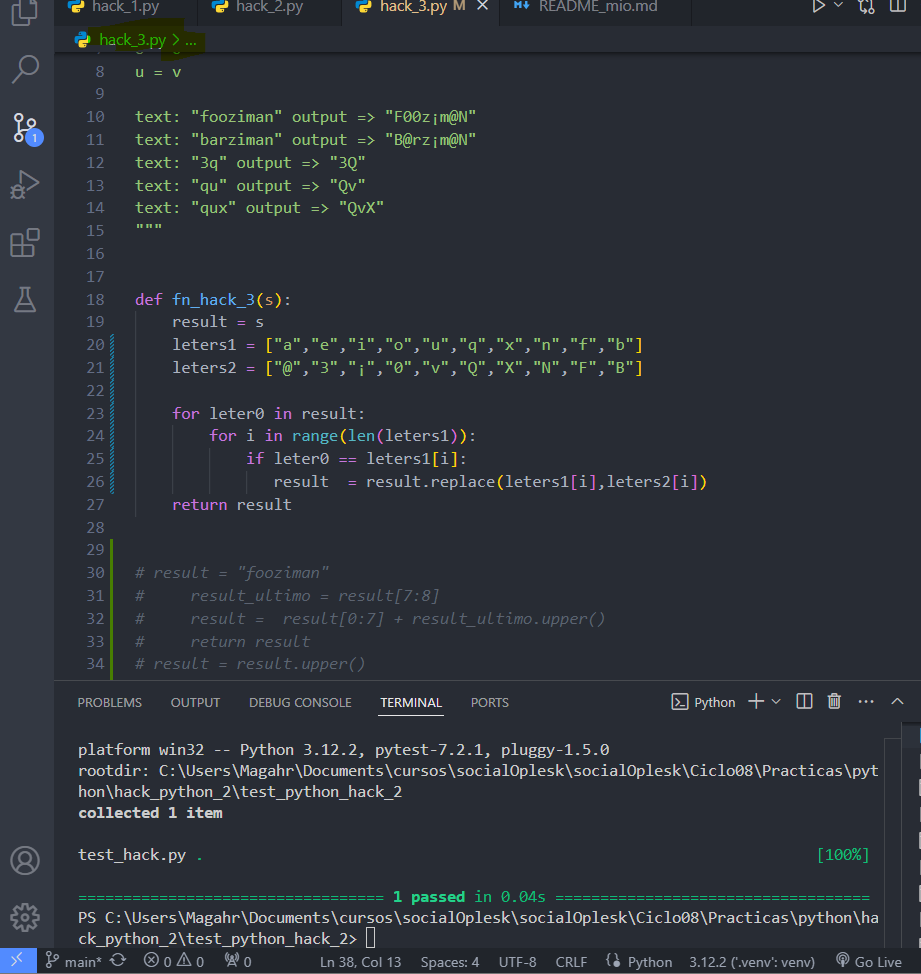 hack_1.py hack_2.py hack_3.py M README_mio.md
hack_3.py > ...
8 u = v
9
10 text: "fooziman" output => "F00z¡m@N"
11 text: "barziman" output => "B@rz¡m@N"
12 text: "3q" output => "3Q"
13 text: "qu" output => "Qv"
14 text: "qux" output => "QvX"
15 """
16
17
18 def fn_hack_3(s):
19 result = s
20 leters1 = ["a","e","i","o","u","q","x","n","f","b"]
21 leters2 = ["@","3","¡","0","v","Q","X","N","F","B"]
22
23 for leter0 in result:
24 for i in range(len(leters1)):
25 if leter0 == leters1[i]:
26 result  = result.replace(leters1[i],leters2[i])
27 return result
28
29
30 # result = "fooziman"
31 #     result_ultimo = result[7:8]
32 #     result =  result[0:7] + result_ultimo.upper()
33 #     return result
34 # result = result.upper()
PROBLEMS OUTPUT DEBUG CONSOLE TERMINAL PORTS Python
platform win32 -- Python 3.12.2, pytest-7.2.1, pluggy-1.5.0
rootdir: C:\Users\Magahr\Documents\cursos\socialOplesk\socialOplesk\Ciclo08\Practicas\pyt
hon\hack_python_2\test_python_hack_2
collected 1 item
test_hack.py . [100%]
================================= 1 passed in 0.04s ==================================
PS C:\Users\Magahr\Documents\cursos\socialOplesk\socialOplesk\Ciclo08\Practicas\python\ha
ck_python_2\test_python_hack_2>
1
main* 0 0 0 Ln 38, Col 13 Spaces: 4 UTF-8 CRLF Python 3.12.2 ('.venv': venv) Go Live